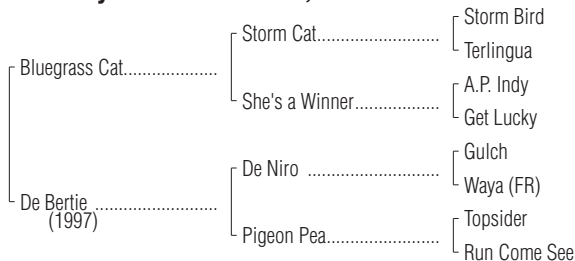 Storm Bird
Storm Cat....................................
Terlingua
Bluegrass Cat.....................
A.P. Indy
She's a Winner.........................
Get Lucky
Gulch
De Niro ......................................
Waya (FR)
De Bertie ...........................
(1997)
Topsider
Pigeon Pea.................................
Run Come See